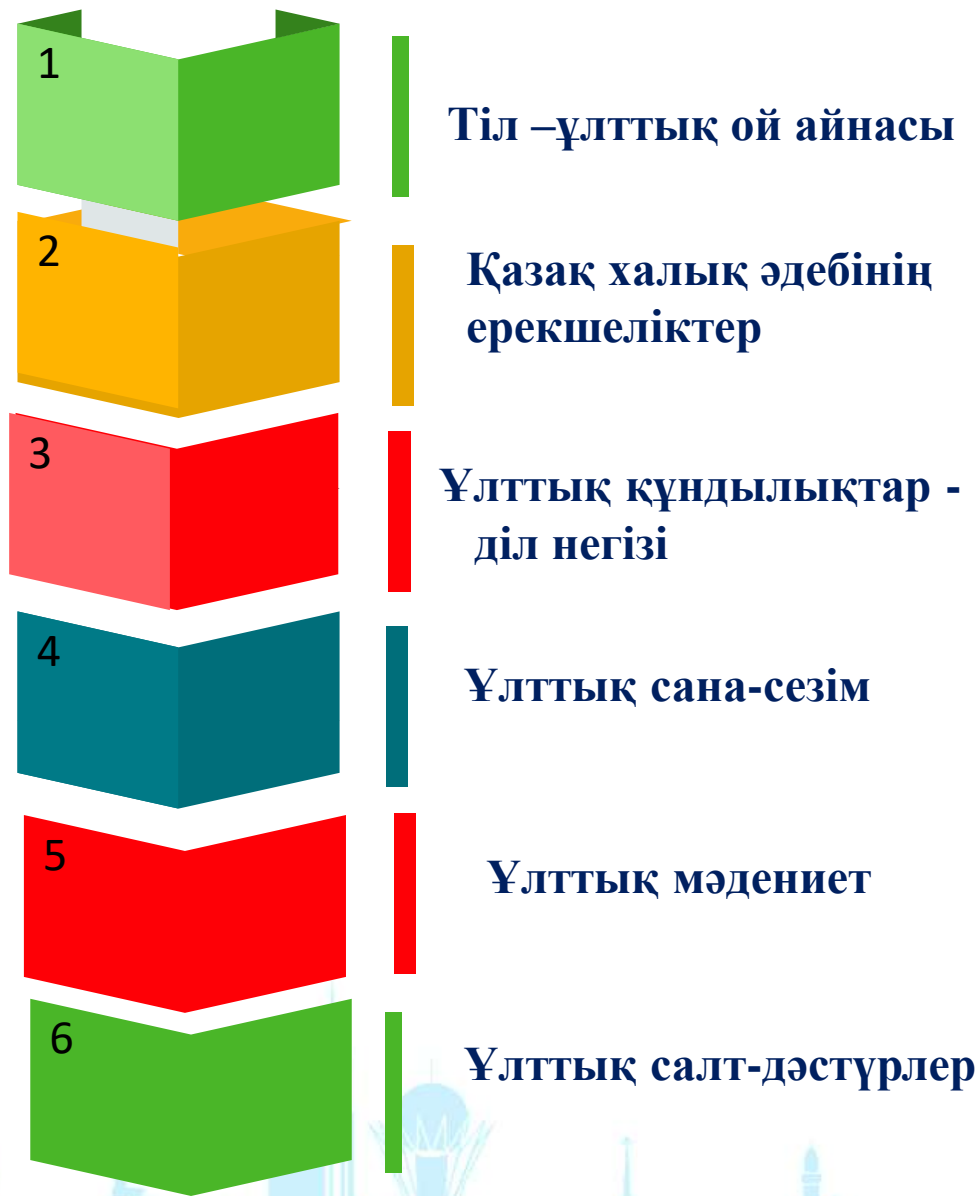 1
Тіл –ұлттық ой айнасы
2
Қазақ халық әдебінің
ерекшеліктер
3
Ұлттық құндылықтар -
діл негізі
4
Ұлттық сана-сезім
5
Ұлттық мәдениет
6
Ұлттық салт-дәстүрлер